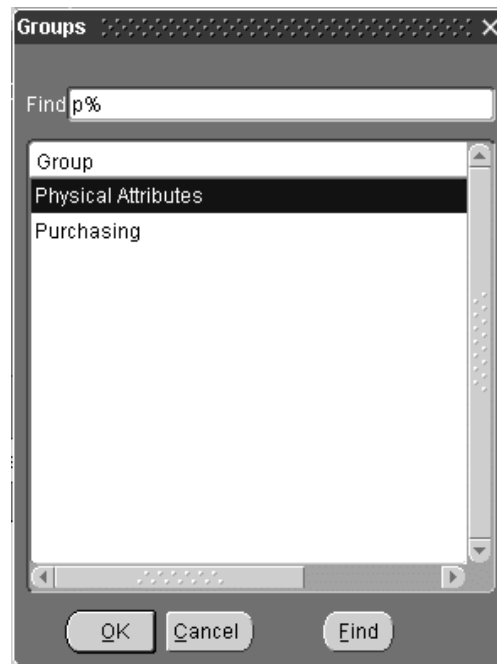 Groups
Find p%
Group
Physical Attributes
Purchasing
OK Cancel Find